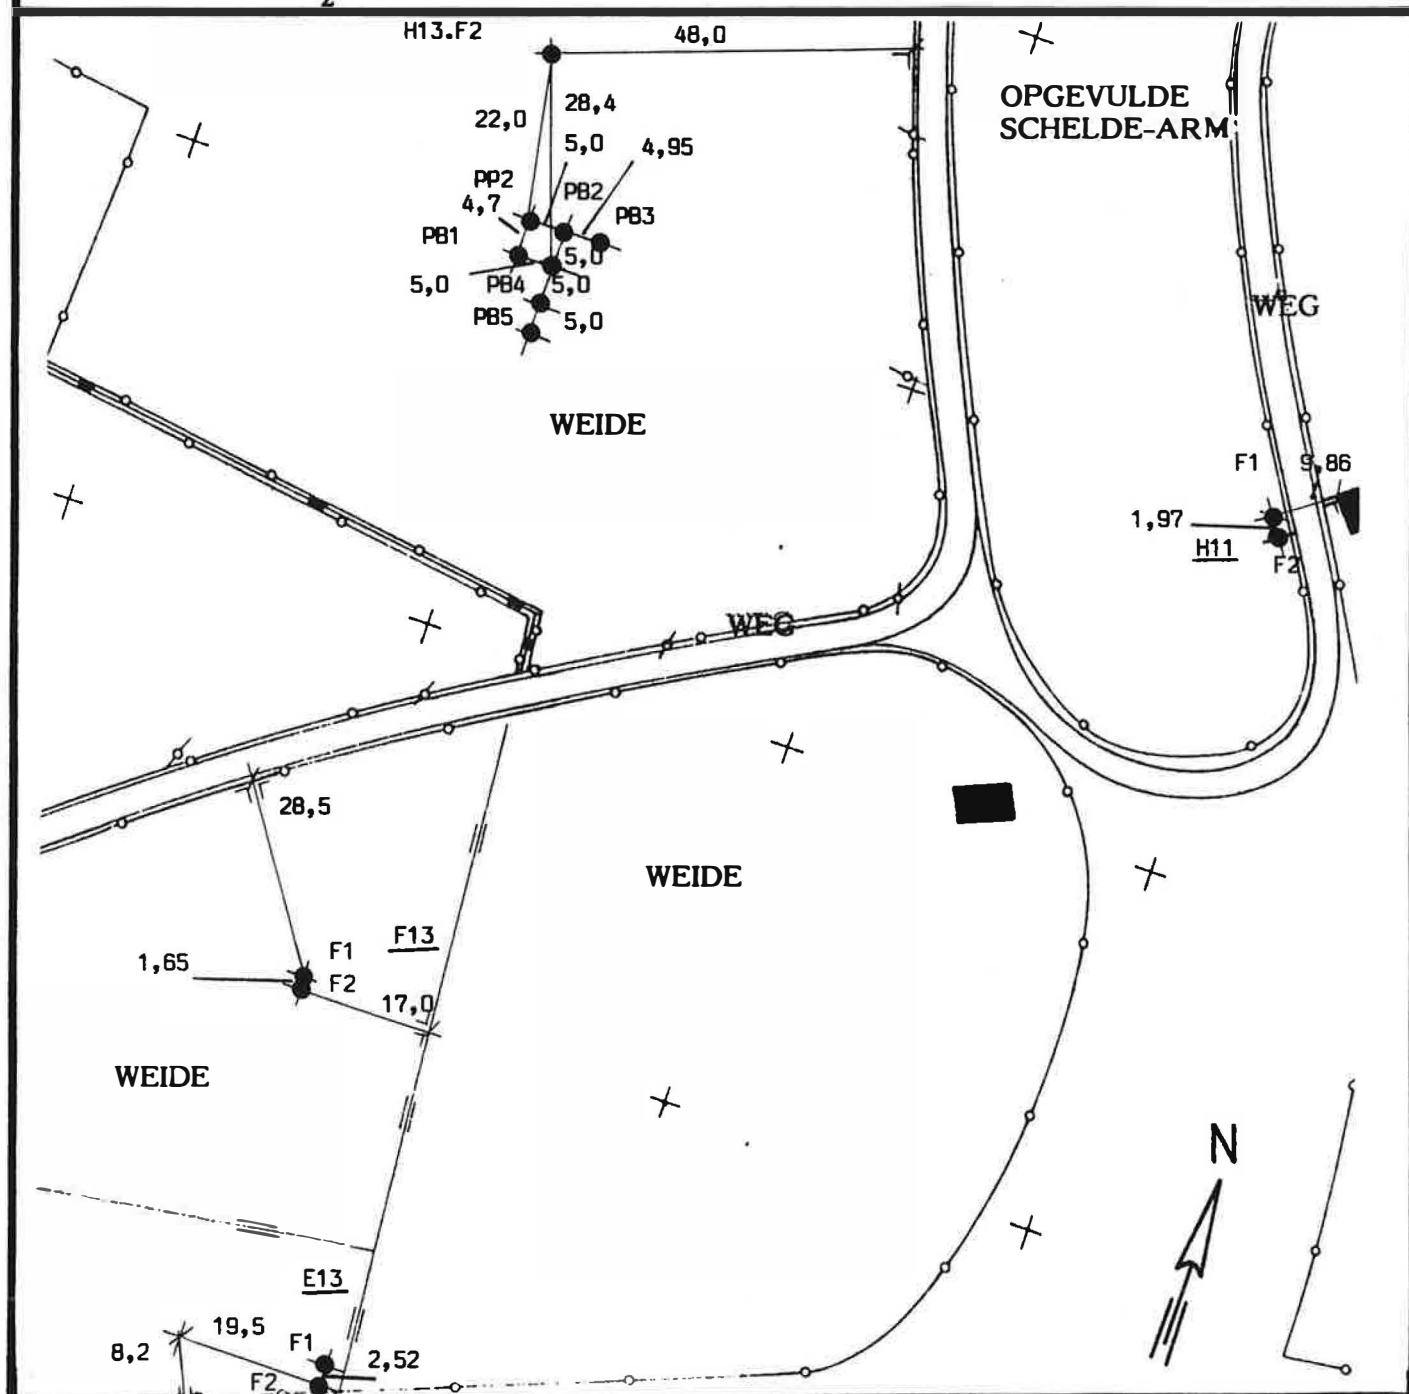 2
H13.F2
48,0
OPGEVULDE
SCHELDE-ARM
22,0
28,4
5,0
4,95
PP2
4,7
PB2
PB3
PB1
5,0
5,0
PB4
5,0
PB5
5,0
WEG
WEIDE
F1
9,86
1,97
H11
F2
WEG
28,5
WEIDE
F13
F1
1,65
F2
17,0
WEIDE
N
E13
19,5
F1
8,2
2,52
F2